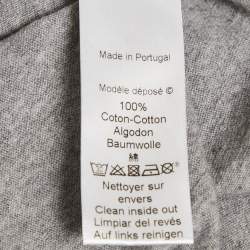 Made in Portugal
Modèle déposé ©
100%
Coton-Cotton
Algodon
Baumwolle
Nettoyer sur
envers
Clean inside out
Limpiar del revés
Auf links reinigen